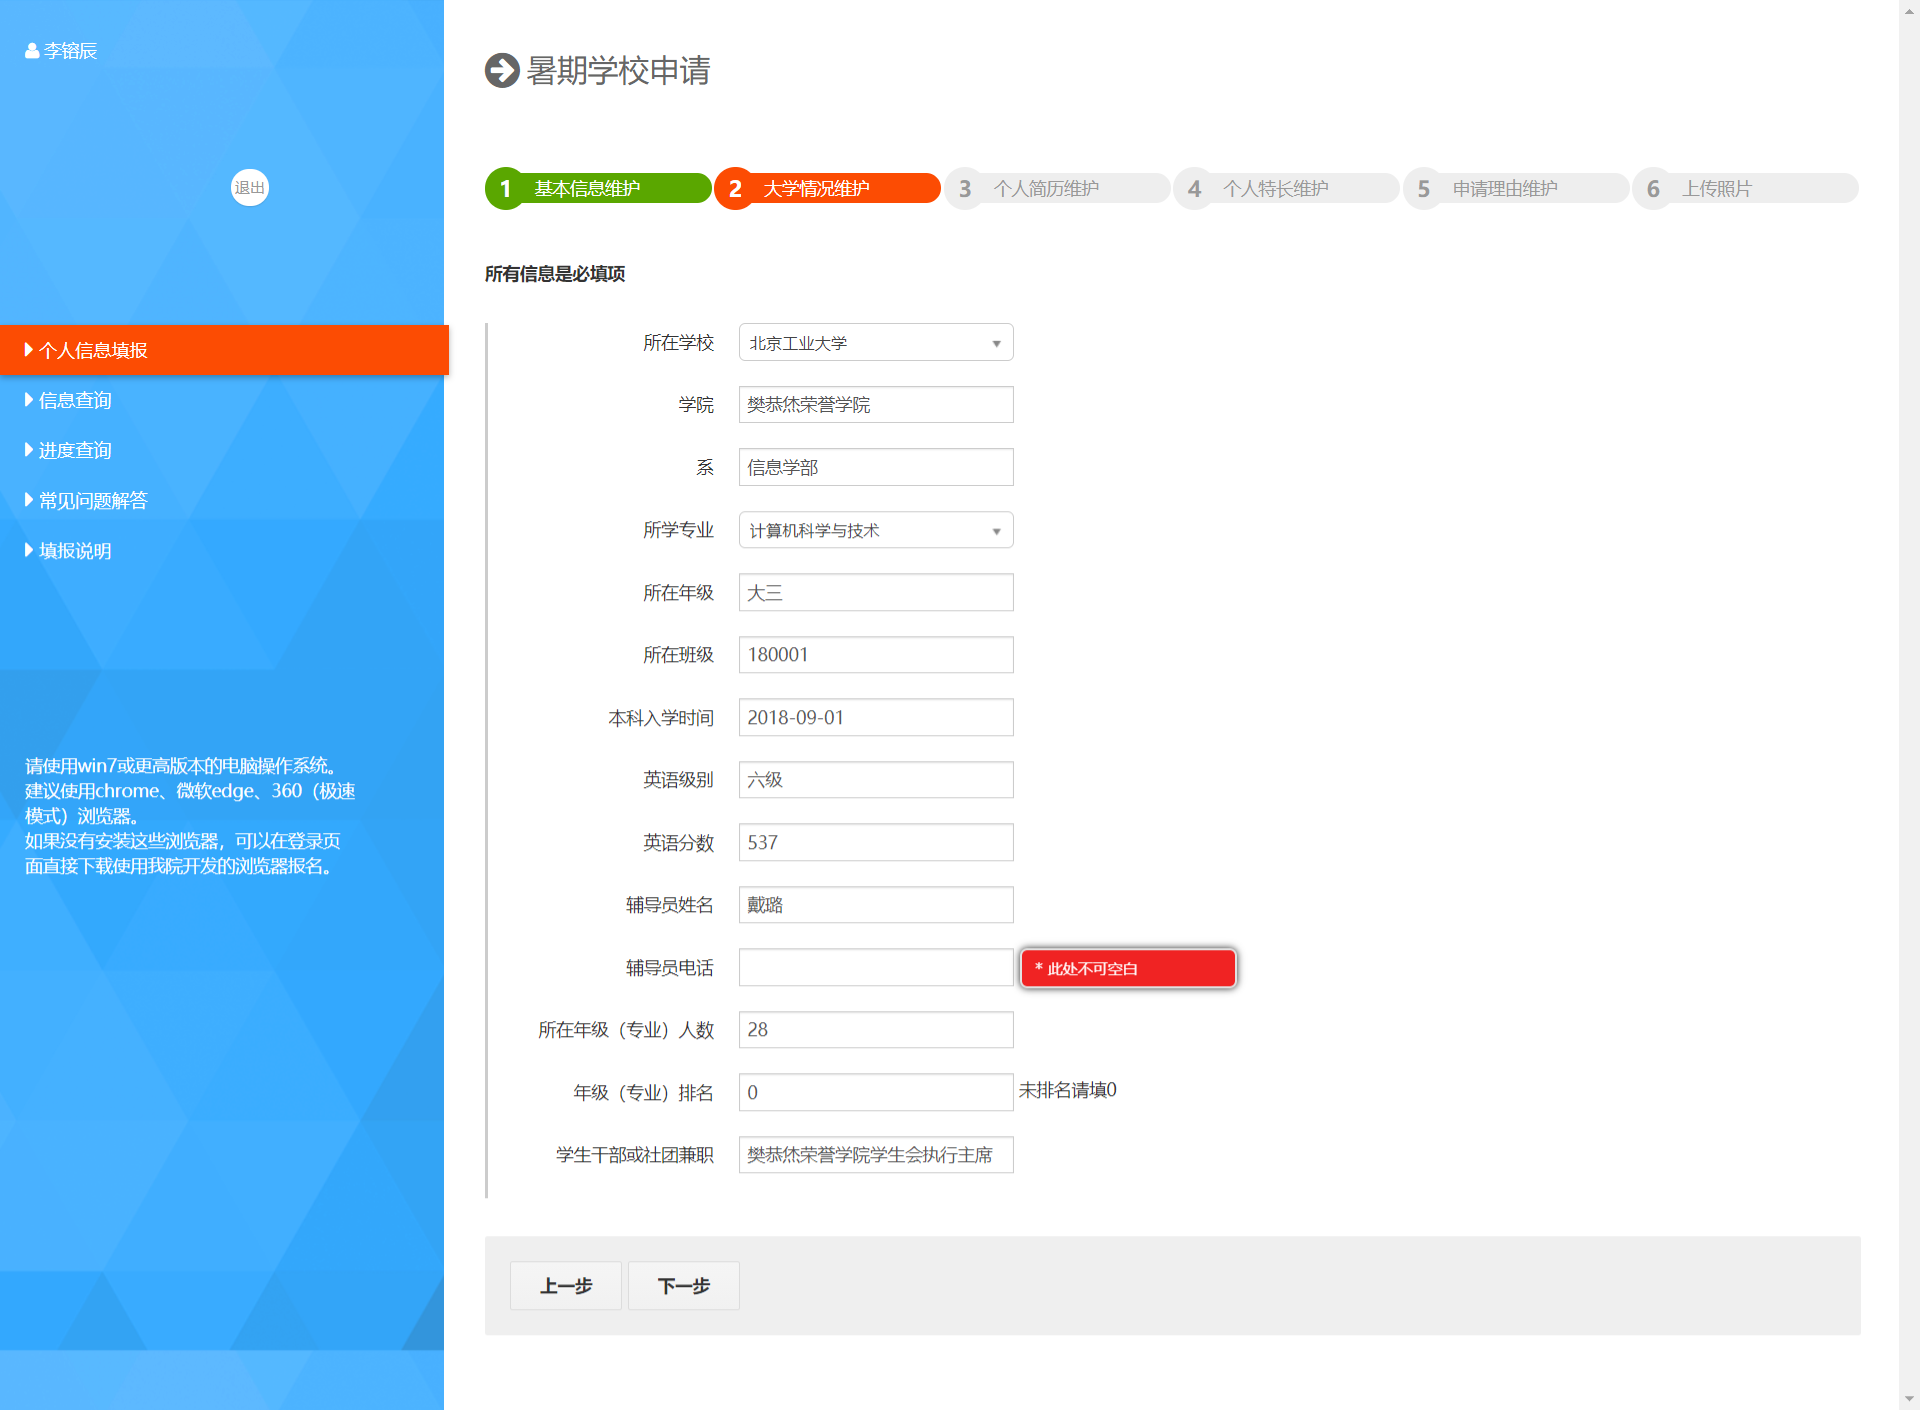 李镕辰
退出
个人信息填报
信息查询
进度查询
常见问题解答
填报说明
请使用win7或更高版本的电脑操作系统。
建议使用chrome、微软edge、360（极速
模式）浏览器。
如果没有安装这些浏览器，可以在登录页
面直接下载使用我院开发的浏览器报名。
暑期学校申请
1 基本信息维护
2 大学情况维护
3 个人简历维护
4 个人特长维护
5 申请理由维护
6 上传照片
所有信息是必填项
所在学校 北京工业大学
学院 樊恭烋荣誉学院
系 信息学部
所学专业 计算机科学与技术
所在年级 大三
所在班级 180001
本科入学时间 2018-09-01
英语级别 六级
英语分数 537
辅导员姓名 戴璐
辅导员电话 * 此处不可空白
所在年级（专业）人数 28
年级（专业）排名 0 未排名请填0
学生干部或社团兼职 樊恭烋荣誉学院学生会执行主席
上一步 下一步